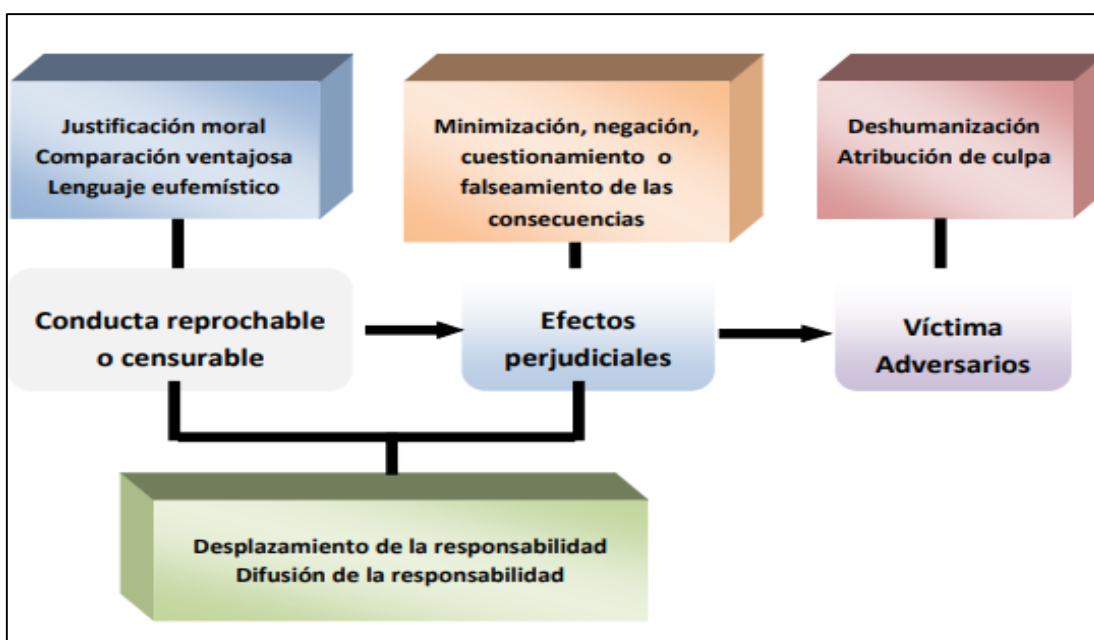 Justificación moral
Comparación ventajosa
Lenguaje eufemístico
Minimización, negación,
cuestionamiento o
falseamiento de las
consecuencias
Deshumanización
Atribución de culpa
Conducta reprochable
o censurable
Efectos
perjudiciales
Víctima
Adversarios
Desplazamiento de la responsabilidad
Difusión de la responsabilidad